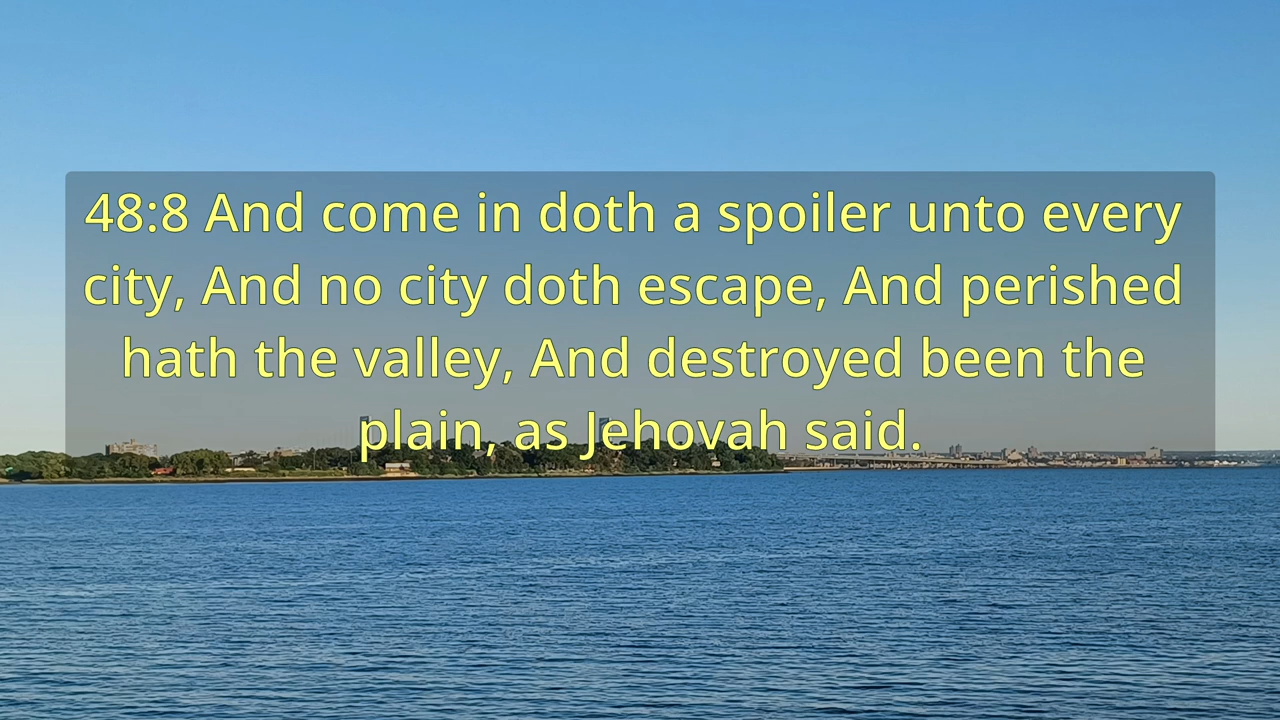 48:8 And come in doth a spoiler unto every
city, And no city doth escape, And perished
hath the valley, And destroyed been the
plain, as Jehovah said.